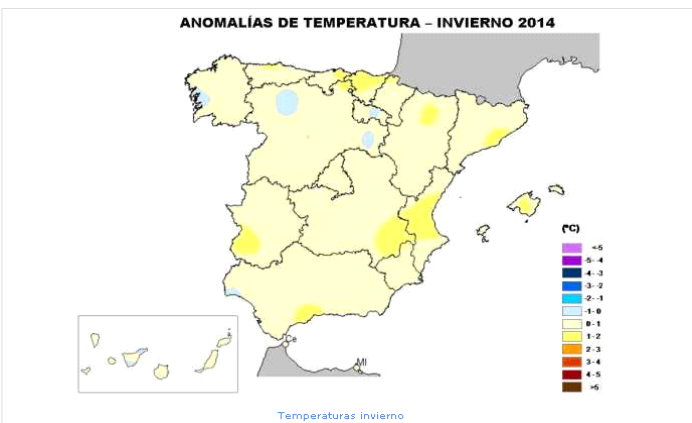 ANOMALÍAS DE TEMPERATURA – INVIERNO 2014
(ºC)
<-5
-5 - 4
-4 - 3
-3 - 2
-2 - -1
-1 - 0
0 - 1
1 - 2
2 - 3
3 - 4
4 - 5
>5
Ce
Ml
Temperaturas invierno